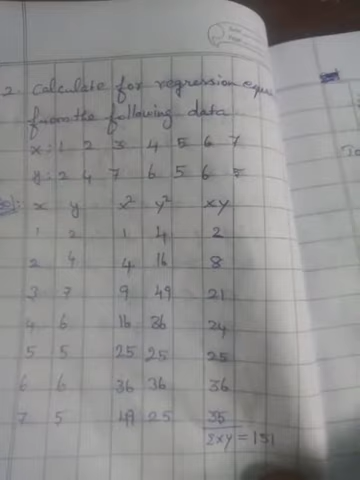 2. Calculate for regression equa
from the following data
x: 1 2 3 4 5 6 7
y: 2 4 7 6 5 6 5
Sol: x y x² y² xy
1 2 1 4 2
2 4 4 16 8
3 7 9 49 21
4 6 16 36 24
5 5 25 25 25
6 6 36 36 36
7 5 49 25 35
Σxy = 151